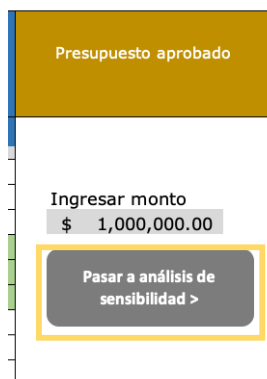 Presupuesto aprobado
Ingresar monto
$ 1,000,000.00
Pasar a análisis de
sensibilidad >